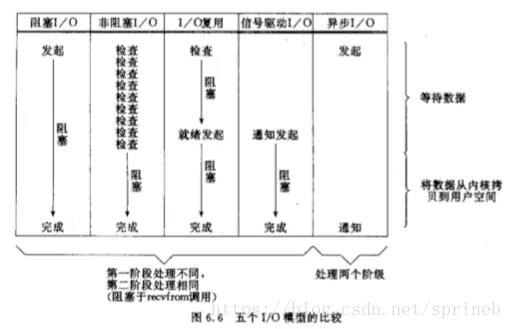 阻塞I/O 非阻塞I/O I/O复用 信号驱动I/O 异步I/O
发起 检查 检查 发起
检查
检查
检查
检查
检查
检查
检查
检查
阻塞
阻塞
就绪发起 通知发起
阻塞 阻塞 阻塞
完成 完成 完成 完成 通知
等待数据
将数据从内核拷
贝到用户空间
第一阶段处理不同,
第二阶段处理相同
(阻塞于recvfrom调用)
处理两个阶级
图 6.6 五个 I/O 模型的比较
https://blog.csdn.net/sprineb